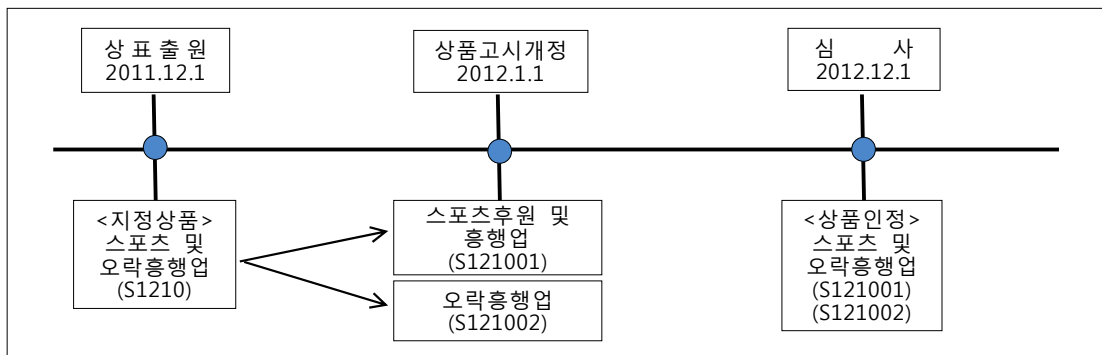 상 표 출 원
2011.12.1
상품고시개정
2012.1.1
심 사
2012.12.1
<지정상품>
스포츠 및
오락흥행업
(S1210)
스포츠후원 및
흥행업
(S121001)
오락흥행업
(S121002)
<상품인정>
스포츠 및
오락흥행업
(S121001)
(S121002)